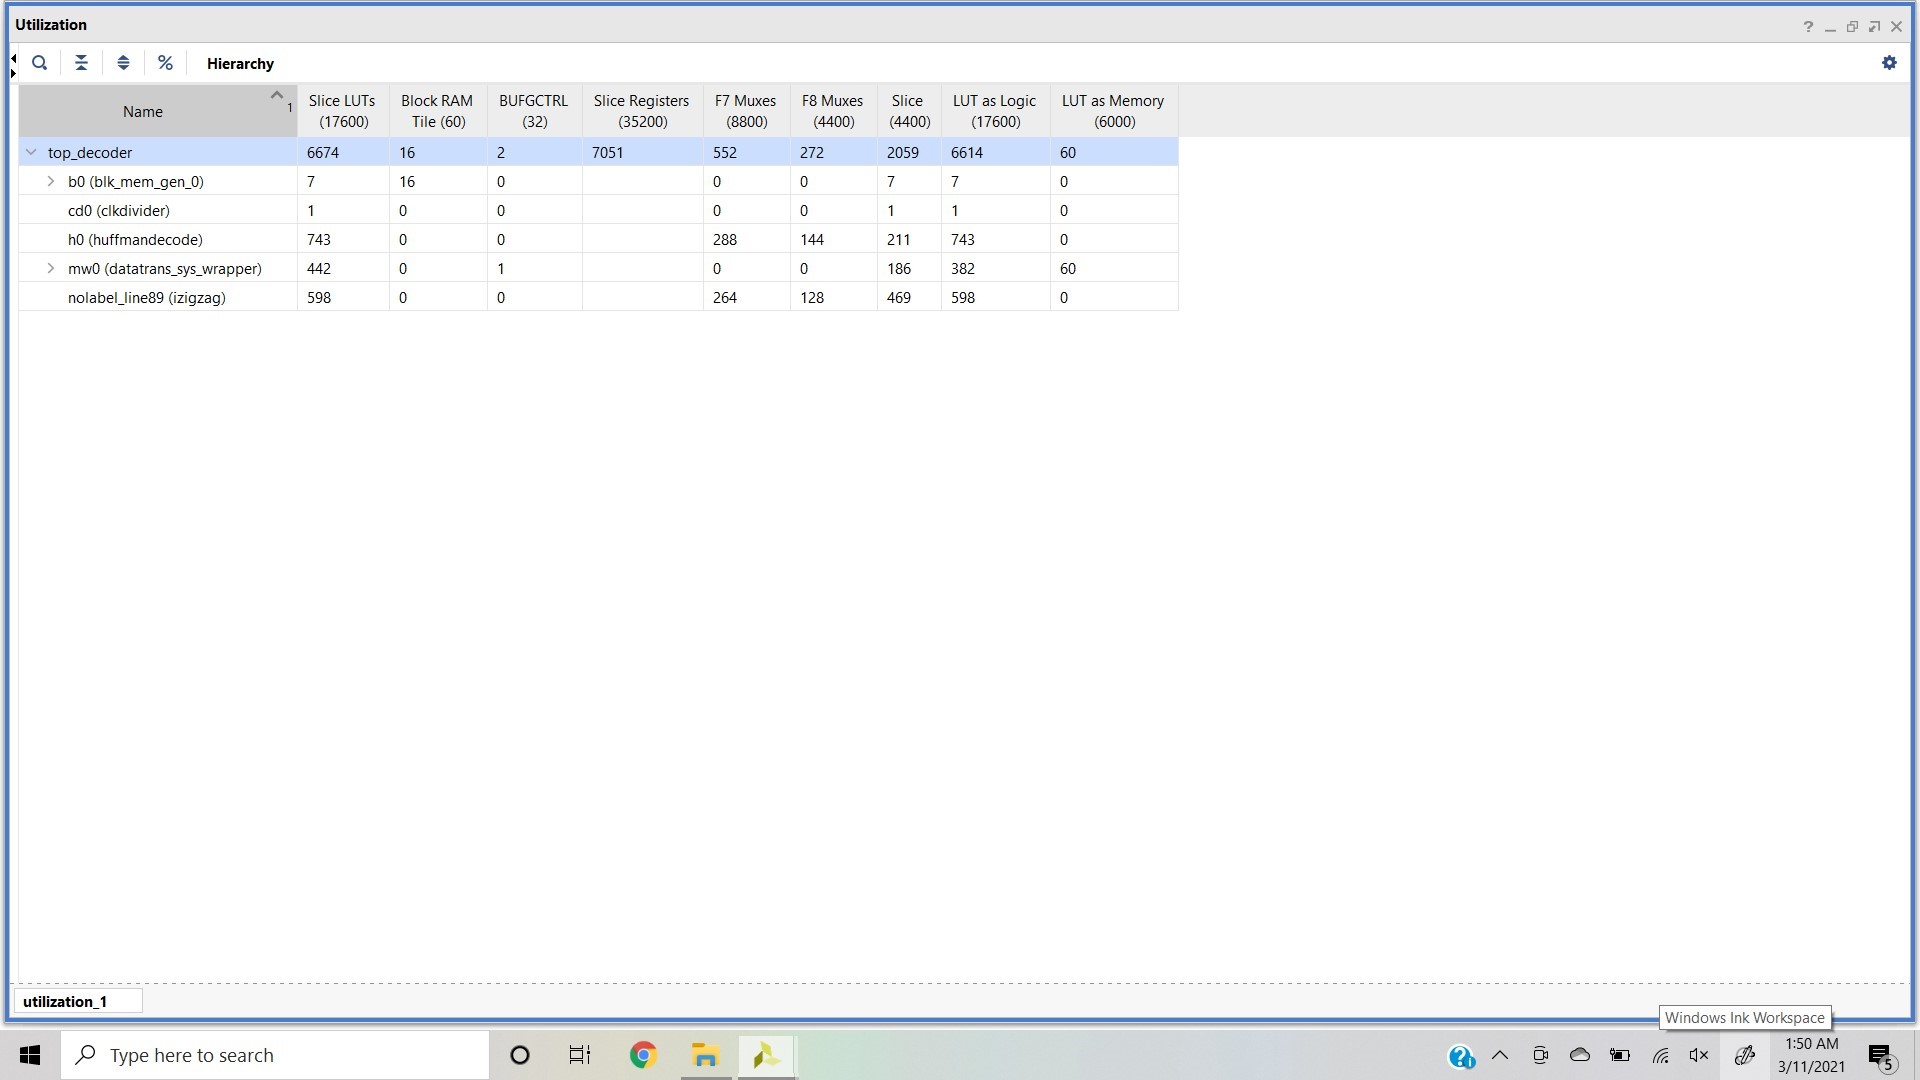 Utilization
Hierarchy
Name 1 Slice LUTs (17600) Block RAM Tile (60) BUFGCTRL (32) Slice Registers (35200) F7 Muxes (8800) F8 Muxes (4400) Slice (4400) LUT as Logic (17600) LUT as Memory (6000)
top_decoder 6674 16 2 7051 552 272 2059 6614 60
b0 (blk_mem_gen_0) 7 16 0 0 0 7 7 0
cd0 (clkdivider) 1 0 0 0 0 1 1 0
h0 (huffmandecode) 743 0 0 288 144 211 743 0
mw0 (datatrans_sys_wrapper) 442 0 1 0 0 186 382 60
nolabel_line89 (izigzag) 598 0 0 264 128 469 598 0
utilization_1
Windows Ink Workspace
Type here to search
1:50 AM
3/11/2021
5